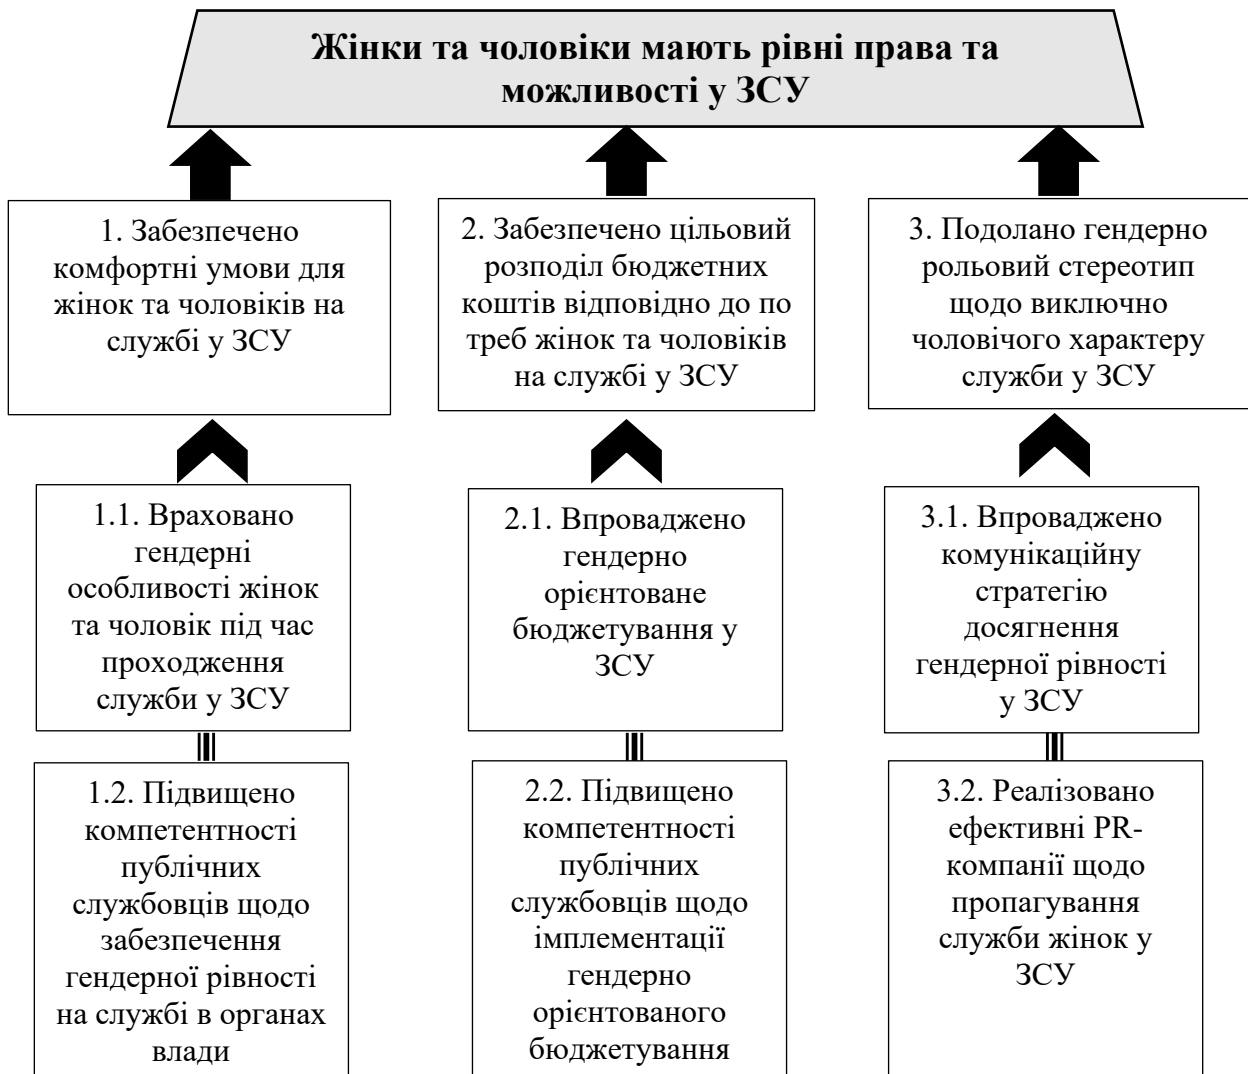 Жінки та чоловіки мають рівні права та
можливості у ЗСУ
1. Забезпечено
комфортні умови для
жінок та чоловіків на
службі у ЗСУ
2. Забезпечено цільовий
розподіл бюджетних
коштів відповідно до по
треб жінок та чоловіків
на службі у ЗСУ
3. Подолано гендерно
рольовий стереотип
щодо виключно
чоловічого характеру
служби у ЗСУ
1.1. Враховано
гендерні
особливості жінок
та чоловік під час
проходження
служби у ЗСУ
2.1. Впроваджено
гендерно
орієнтоване
бюджетування у
ЗСУ
3.1. Впроваджено
комунікаційну
стратегію
досягнення
гендерної рівності
у ЗСУ
1.2. Підвищено
компетентності
публічних
службовців щодо
забезпечення
гендерної рівності
на службі в органах
влади
2.2. Підвищено
компетентності
публічних
службовців щодо
імплементації
гендерно
орієнтованого
бюджетування
3.2. Реалізовано
ефективні PR-
компанії щодо
пропагування
служби жінок у
ЗСУ